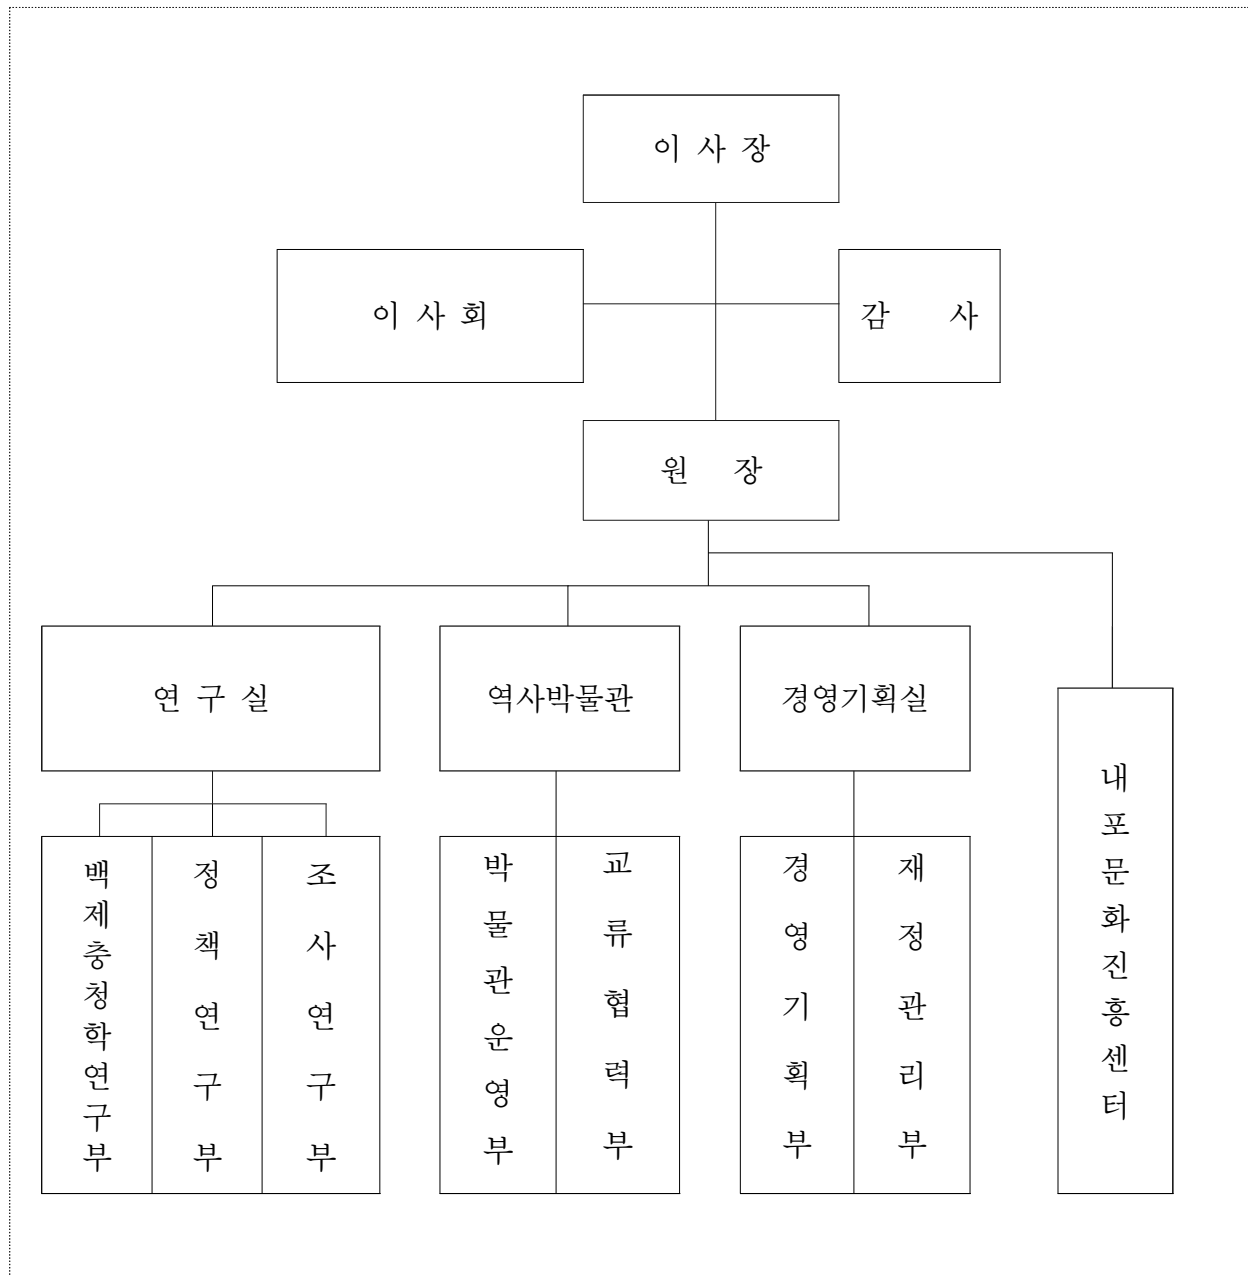 이 사 장
이 사 회
감 사
원 장
연 구 실
역사박물관
경영기획실
내포문화진흥센터
백제충청학연구부
정책연구부
조사연구부
박물관운영부
교류협력부
경영기획부
재정관리부